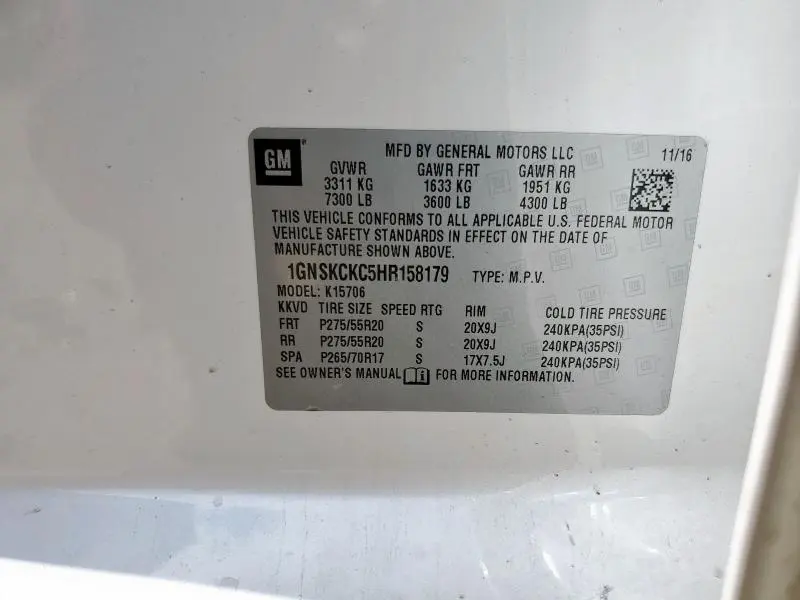 GM
MFD BY GENERAL MOTORS LLC 11/16
GVWR GAWR FRT GAWR RR
3311 KG 1633 KG 1951 KG
7300 LB 3600 LB 4300 LB
THIS VEHICLE CONFORMS TO ALL APPLICABLE U.S. FEDERAL MOTOR
VEHICLE SAFETY STANDARDS IN EFFECT ON THE DATE OF
MANUFACTURE SHOWN ABOVE.
1GNSKCKC5HR158179 TYPE: M.P.V.
MODEL: K15706
KKVD TIRE SIZE SPEED RTG RIM COLD TIRE PRESSURE
FRT P275/55R20 S 20X9J 240KPA(35PSI)
RR P275/55R20 S 20X9J 240KPA(35PSI)
SPA P265/70R17 S 17X7.5J 240KPA(35PSI)
SEE OWNER'S MANUAL FOR MORE INFORMATION.